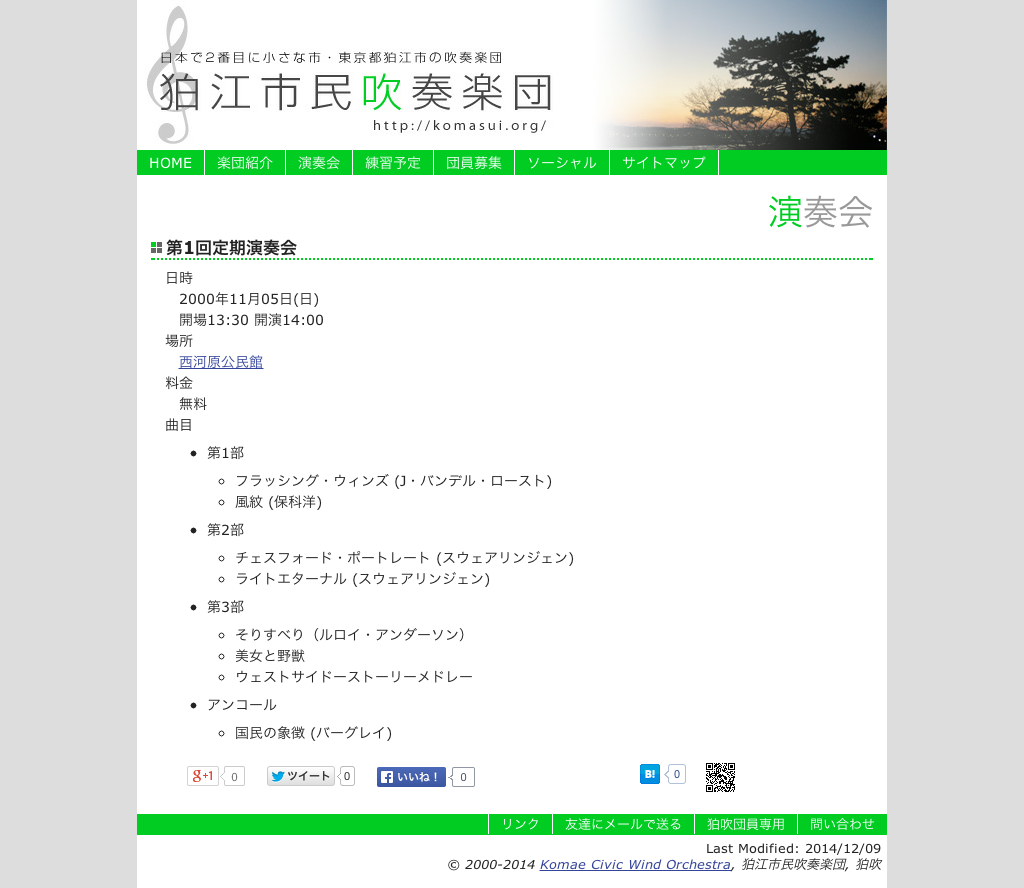 日本で2番目に小さな市・東京都狛江市の吹奏楽団
狛江市民吹奏楽団
http://komasui.org/
HOME 楽団紹介 演奏会 練習予定 団員募集 ソーシャル サイトマップ
演奏会
第1回定期演奏会
日時
2000年11月05日(日)
開場13:30 開演14:00
場所
西河原公民館
料金
無料
曲目
第1部
フラッシング・ウィンズ (J・バンデル・ロースト)
風紋 (保科洋)
第2部
チェスフォード・ポートレート (スウェアリンジェン)
ライトエターナル (スウェアリンジェン)
第3部
そりすべり（ルロイ・アンダーソン）
美女と野獣
ウェストサイドーストーリーメドレー
アンコール
国民の象徴 (バーグレイ)
g+1 0 ツイート 0 いいね！ 0 B! 0
リンク 友達にメールで送る 狛吹団員専用 問い合わせ
Last Modified: 2014/12/09
© 2000-2014 Komae Civic Wind Orchestra, 狛江市民吹奏楽団, 狛吹